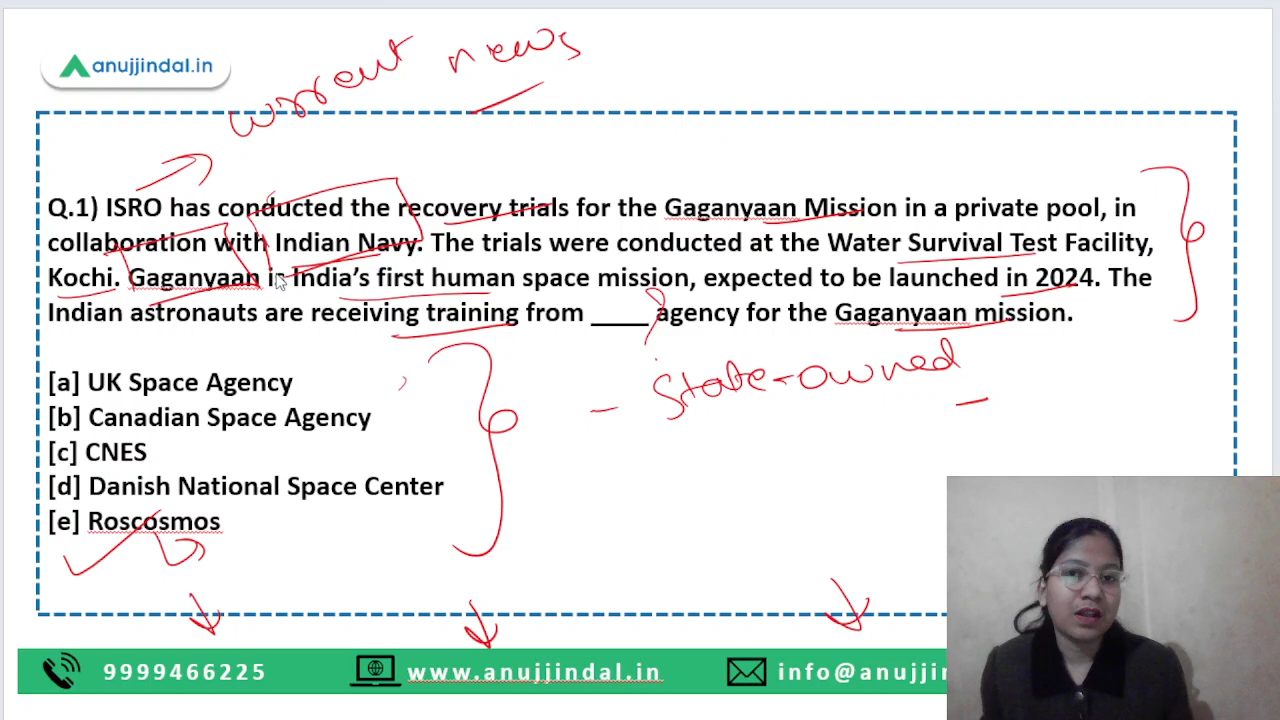 anujjindal.in
current news
Q.1) ISRO has conducted the recovery trials for the Gaganyaan Mission in a private pool, in
collaboration with Indian Navy. The trials were conducted at the Water Survival Test Facility,
Kochi. Gaganyaan is India's first human space mission, expected to be launched in 2024. The
Indian astronauts are receiving training from ____ agency for the Gaganyaan mission.
[a] UK Space Agency
[b] Canadian Space Agency
[c] CNES
[d] Danish National Space Center
[e] Roscosmos
- State-owned
9999466225 www.anujjindal.in info@anujji